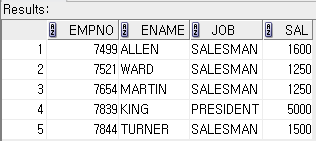 Results:
EMPNO ENAME JOB SAL
1 7499 ALLEN SALESMAN 1600
2 7521 WARD SALESMAN 1250
3 7654 MARTIN SALESMAN 1250
4 7839 KING PRESIDENT 5000
5 7844 TURNER SALESMAN 1500